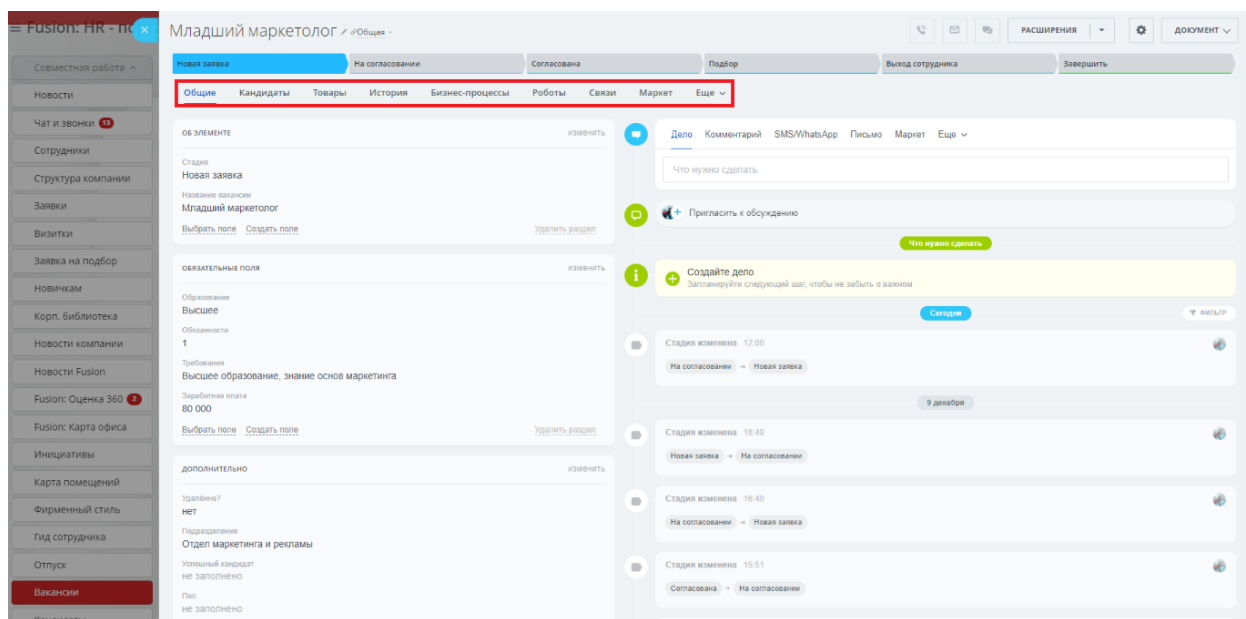 Fusion: HR - по
Совместная работа
Новости
Чат и звонки 13
Сотрудники
Структура компании
Заявки
Визитки
Заявка на подбор
Новичкам
Корп. библиотека
Новости компании
Новости Fusion
Fusion: Оценка 360 2
Fusion: Карта офиса
Инициативы
Карта помещений
Фирменный стиль
Гид сотрудника
Отпуск
Вакансии
Младший маркетолог Общая
РАСШИРЕНИЯ ДОКУМЕНТ
Новая заявка На согласовании Согласована Подбор Выход сотрудника Завершить
Общие Кандидаты Товары История Бизнес-процессы Роботы Связи Маркет Еще
ОБ ЭЛЕМЕНТЕ изменить
Стадия
Новая заявка
Название вакансии
Младший маркетолог
Выбрать поле Создать поле Удалить раздел
ОБЯЗАТЕЛЬНЫЕ ПОЛЯ изменить
Образование
Высшее
Обязанности
1
Требования
Высшее образование, знание основ маркетинга
Заработная плата
80 000
Выбрать поле Создать поле Удалить раздел
ДОПОЛНИТЕЛЬНО изменить
Удалённо?
нет
Подразделение
Отдел маркетинга и рекламы
Успешный кандидат
не заполнено
Пол
не заполнено
Дело Комментарий SMS/WhatsApp Письмо Маркет Еще
Что нужно сделать
Пригласить к обсуждению
Что нужно сделать
Создайте дело
Запланируйте следующий шаг, чтобы не забыть о важном
Сегодня ФИЛЬТР
Стадия изменена 12:00
На согласовании → Новая заявка
9 декабря
Стадия изменена 16:49
Новая заявка → На согласовании
Стадия изменена 16:49
На согласовании → Новая заявка
Стадия изменена 15:51
Согласована → На согласовании